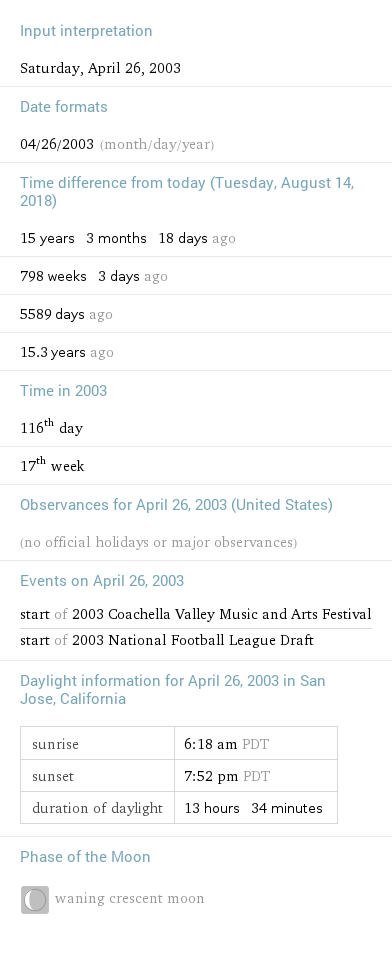 Input interpretation
Saturday, April 26, 2003
Date formats
04/26/2003 (month/day/year)
Time difference from today (Tuesday, August 14,
2018)
15 years 3 months 18 days ago
798 weeks 3 days ago
5589 days ago
15.3 years ago
Time in 2003
116th day
17th week
Observances for April 26, 2003 (United States)
(no official holidays or major observances)
Events on April 26, 2003
start of 2003 Coachella Valley Music and Arts Festival
start of 2003 National Football League Draft
Daylight information for April 26, 2003 in San
Jose, California
sunrise 6:18 am PDT
sunset 7:52 pm PDT
duration of daylight 13 hours 34 minutes
Phase of the Moon
waning crescent moon